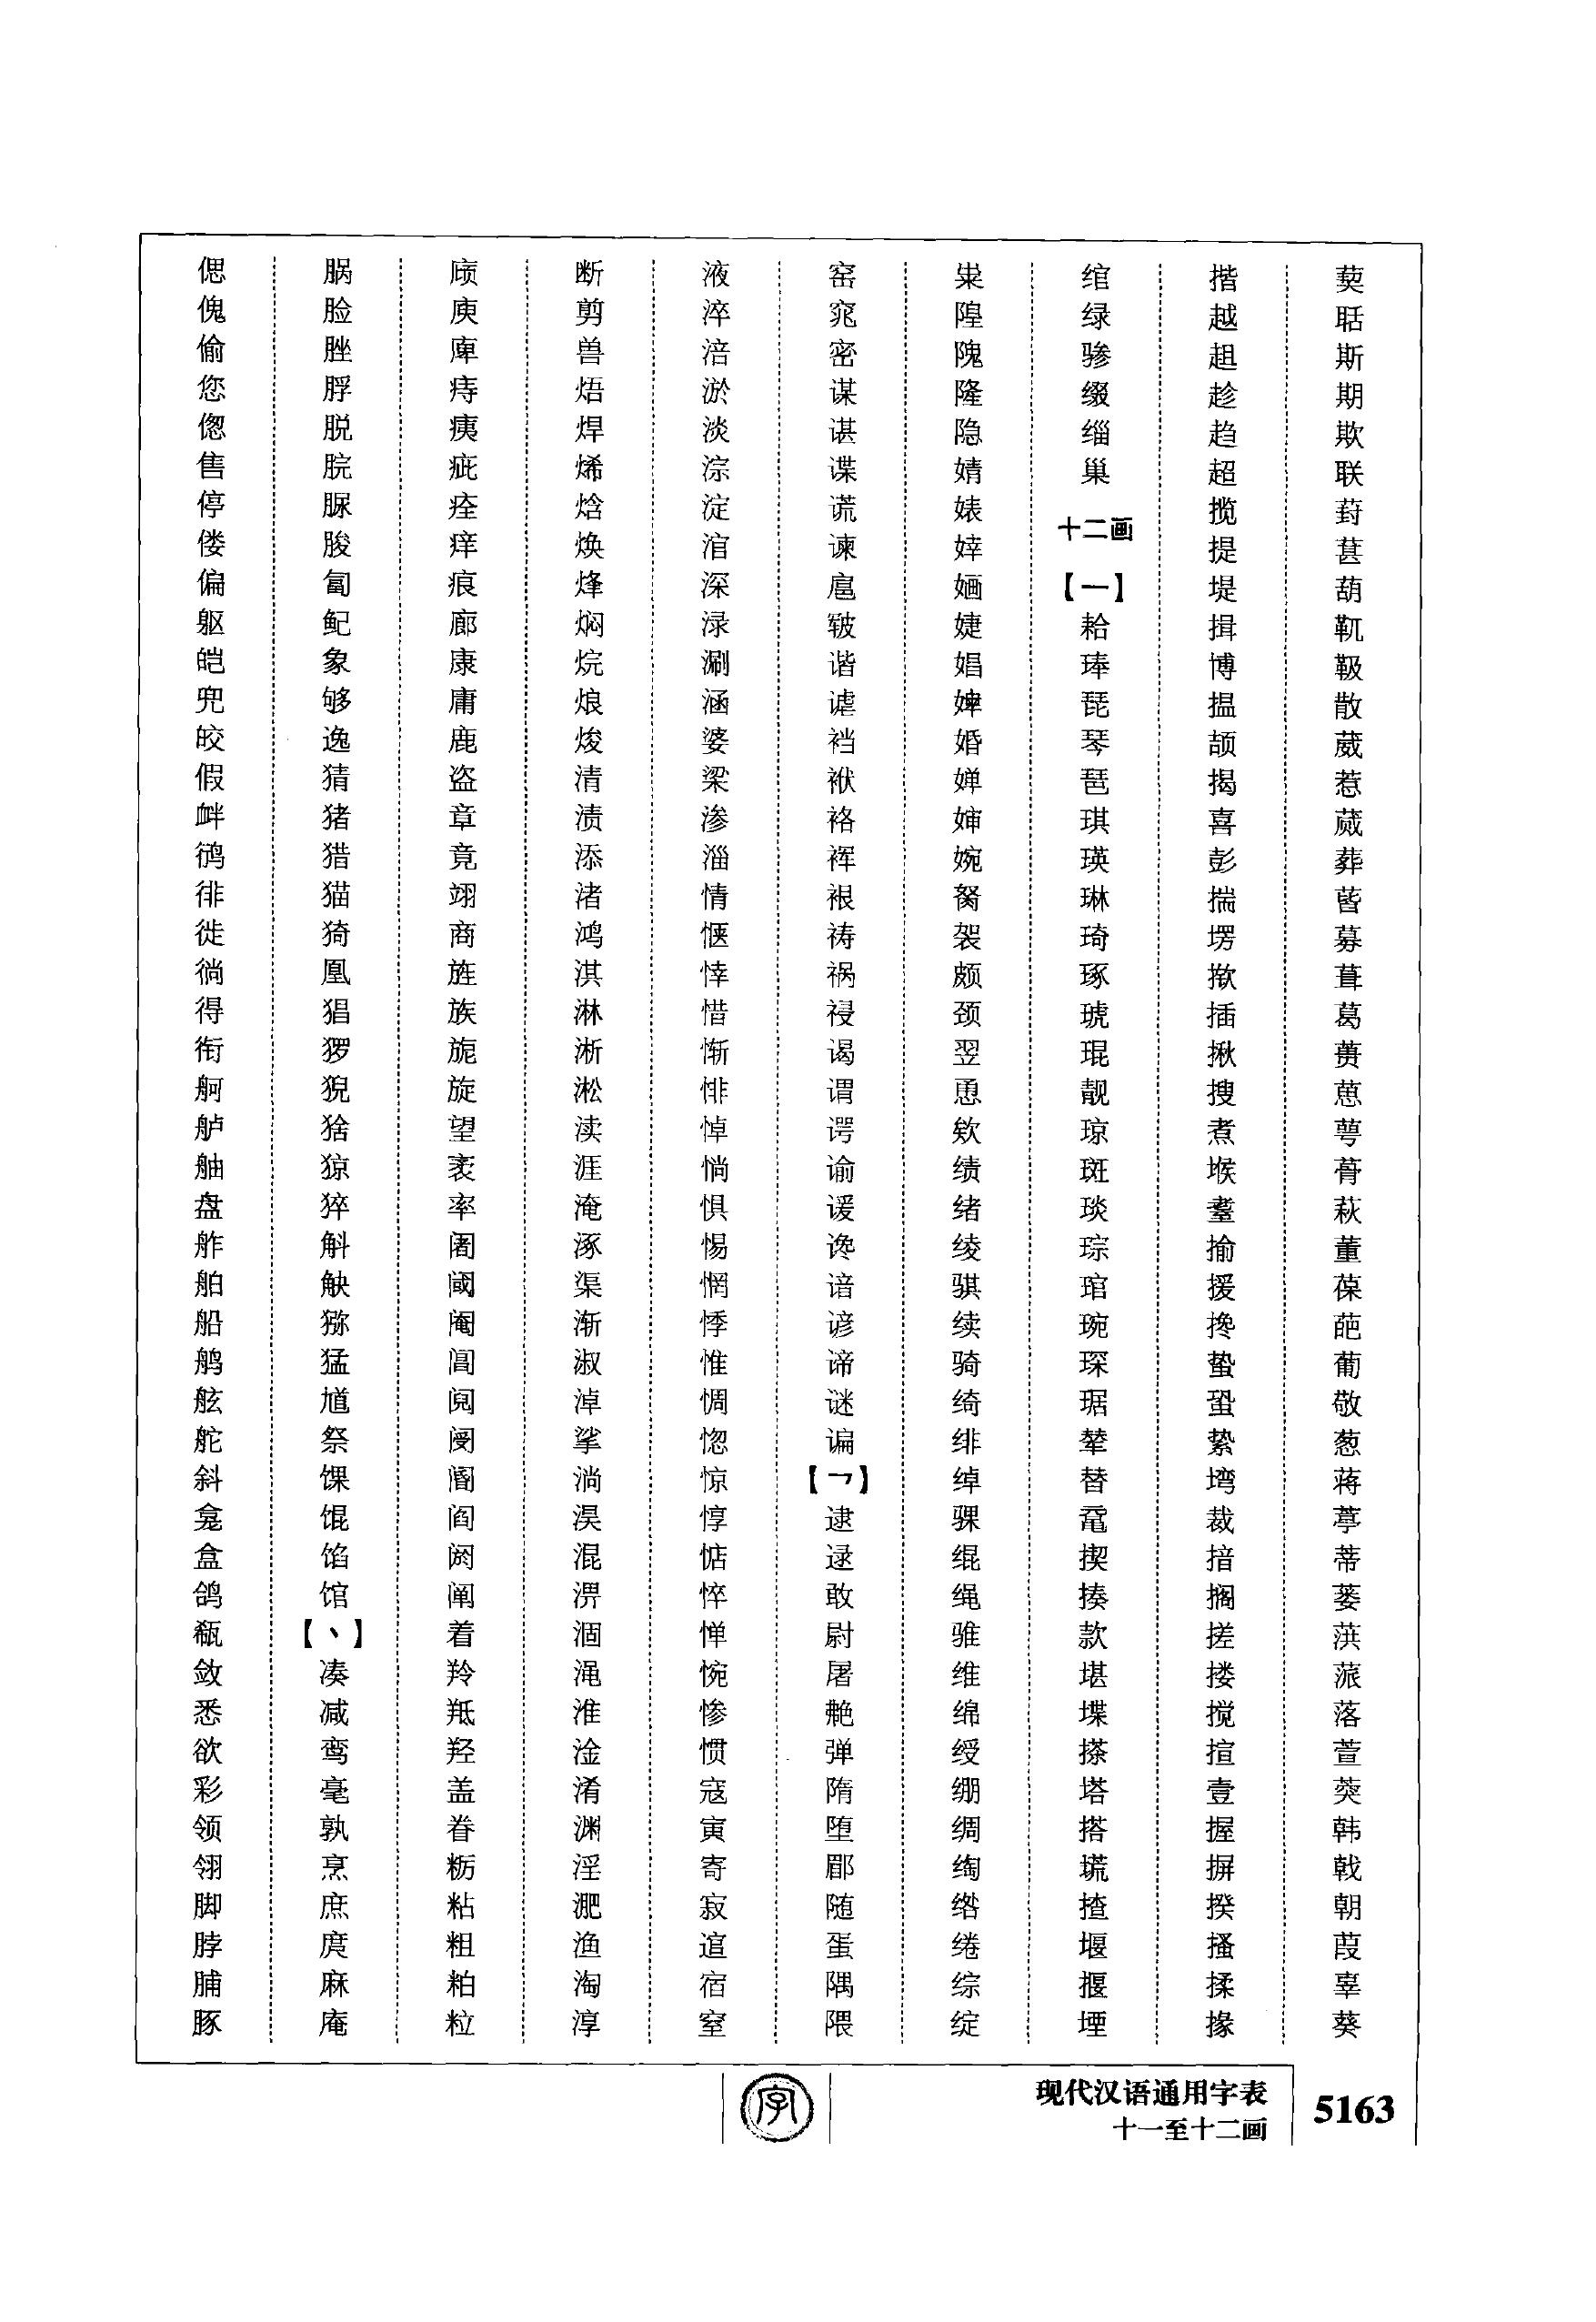 偲傀偷您偬售停偻偏躯皑兜皎假衅鸻徘徙徜得衔舸舻舳盘舴舶船鸼舷舵斜龛盒鸽瓻敛悉欲彩领翎脚脖脯豚
脶脸脞脬脱脘脲朘匐鱾象够逸猜猪猎猫猗凰猖猡猊猞猄猝斛觖猕猛馗祭馃馄馅馆【丶】凑减鸾毫孰烹庶庹麻庵
庼庾庳痔痍疵痊痒痕廊康庸鹿盗章竟翊商旌族旎旋望袤率阇阈阉阊阋阌阍阎阏阐着羚羝羟盖眷粝粘粗粕粒
断剪兽焐焊烯焓焕烽焖烷烺焌清渍添渚鸿淇淋淅淞渎涯淹涿渠渐淑淖挲淌淏混淠涸渑淮淦淆渊淫淝渔淘淳
液淬涪淤淡淙淀涫深渌涮涵婆梁渗淄情惬悻惜惭悱悼惝惧惕惘悸惟惆惚惊惇惦悴惮惋惨惯寇寅寄寂逭宿窒
窑窕密谋谌谍谎谏扈皲谐谑裆袱袼裈裉祷祸祲谒谓谔谕谖谗谙谚谛谜谝【乛】逮逯敢尉屠艴弹隋堕郿随蛋隅隈
粜隍隗隆隐婧婊婞婳婕娼婢婚婵婶婉胬袈颇颈翌恿欸绩绪绫骐续骑绮绯绰骒绲绳骓维绵绶绷绸绹绺绻综绽
绾绿骖缀缁巢
十二画
【一】
耠琫琵琴琶琪瑛琳琦琢琥琨靓琼斑琰琮琯琬琛琚辇替鼋揳揍款堪堞搽塔搭塃揸堰揠堙
揩越趄趁趋超揽提堤揖博揾颉揭喜彭揣塄揿插揪搜煮堠耋揄援搀蛰蛩絷塆裁揞搁搓搂搅揎壹握摒揆搔揉掾
葜聒斯期欺联葑葚葫靰靸散葳惹蒇葬蒈募葺葛蒉葸萼蓇萩董葆葩葡敬葱蒋葶蒂蒌葓蒎落萱葖韩戟朝葭辜葵
字
现代汉语通用字表
十一至十二画
5163